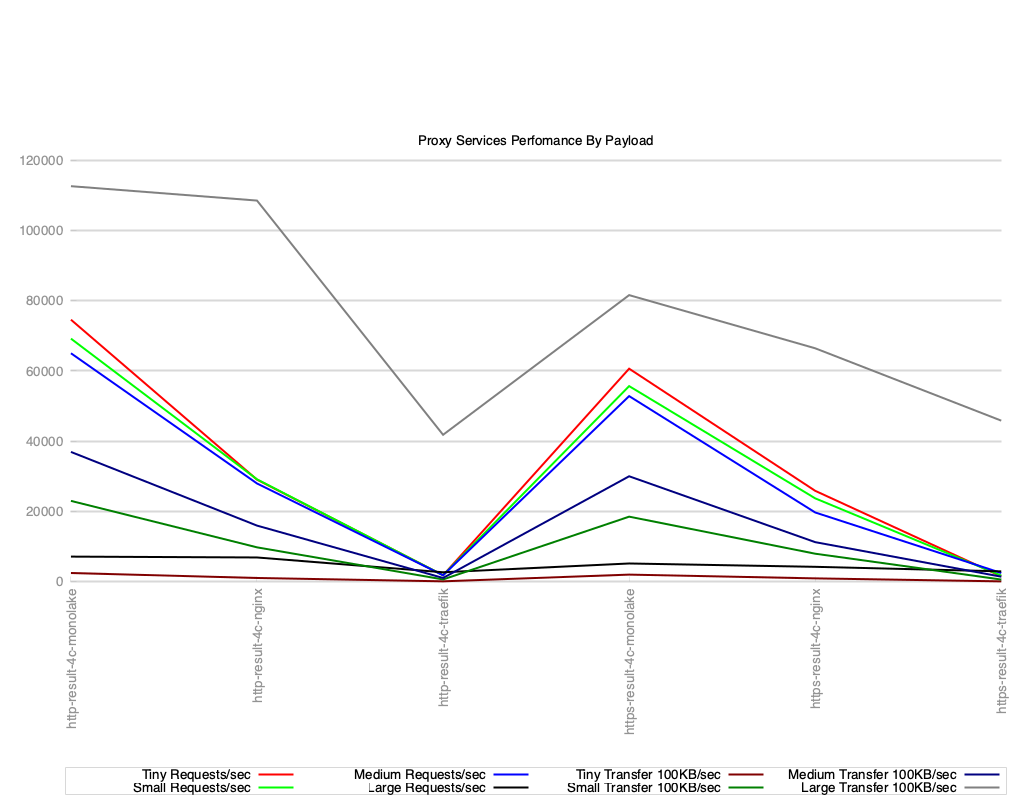 Proxy Services Perfomance By Payload
120000
100000
80000
60000
40000
20000
0
http-result-4c-monolake
http-result-4c-nginx
http-result-4c-traefik
https-result-4c-monolake
https-result-4c-nginx
https-result-4c-traefik
Tiny Requests/sec Medium Requests/sec Tiny Transfer 100KB/sec Medium Transfer 100KB/sec
Small Requests/sec Large Requests/sec Small Transfer 100KB/sec Large Transfer 100KB/sec